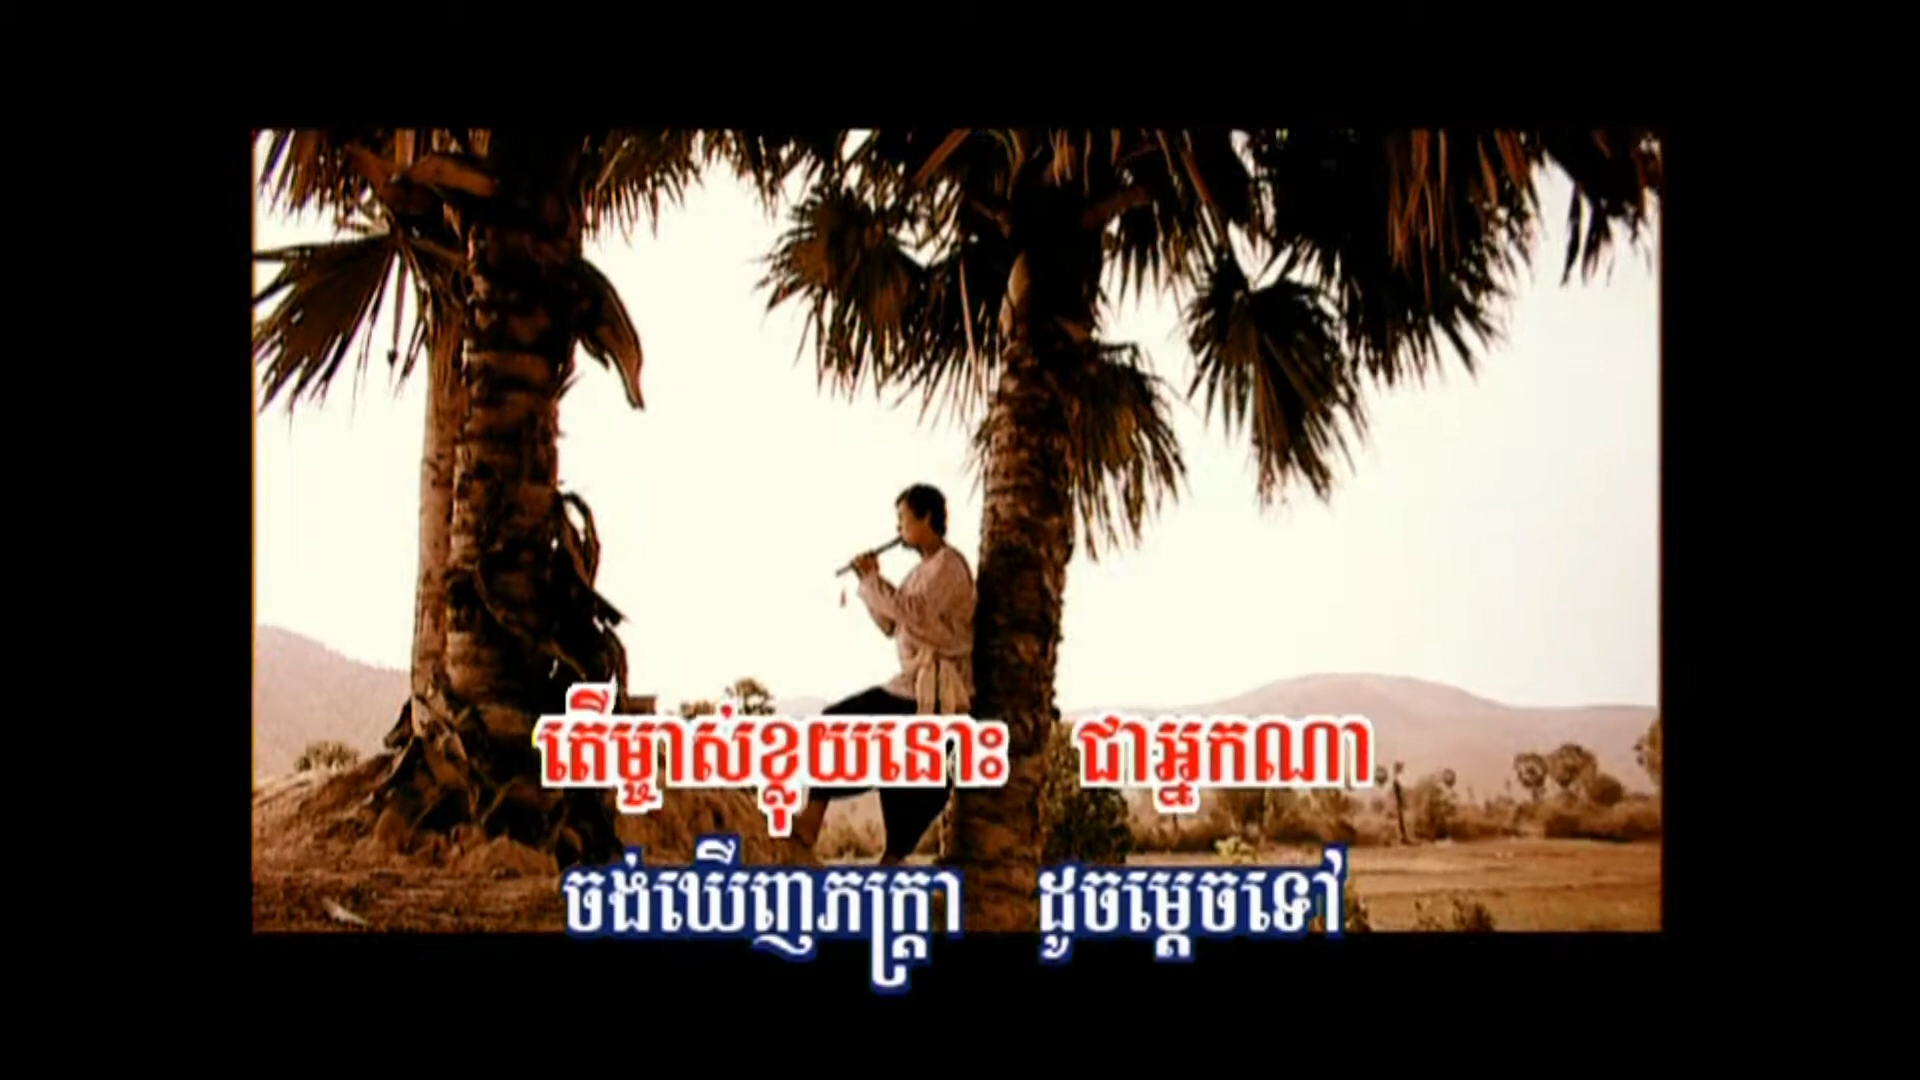 តើម្ចាស់ខ្លុយនោះ ជាអ្នកណា
ចង់ឃើញភក្ត្រា ដូចម្ដេចទៅ